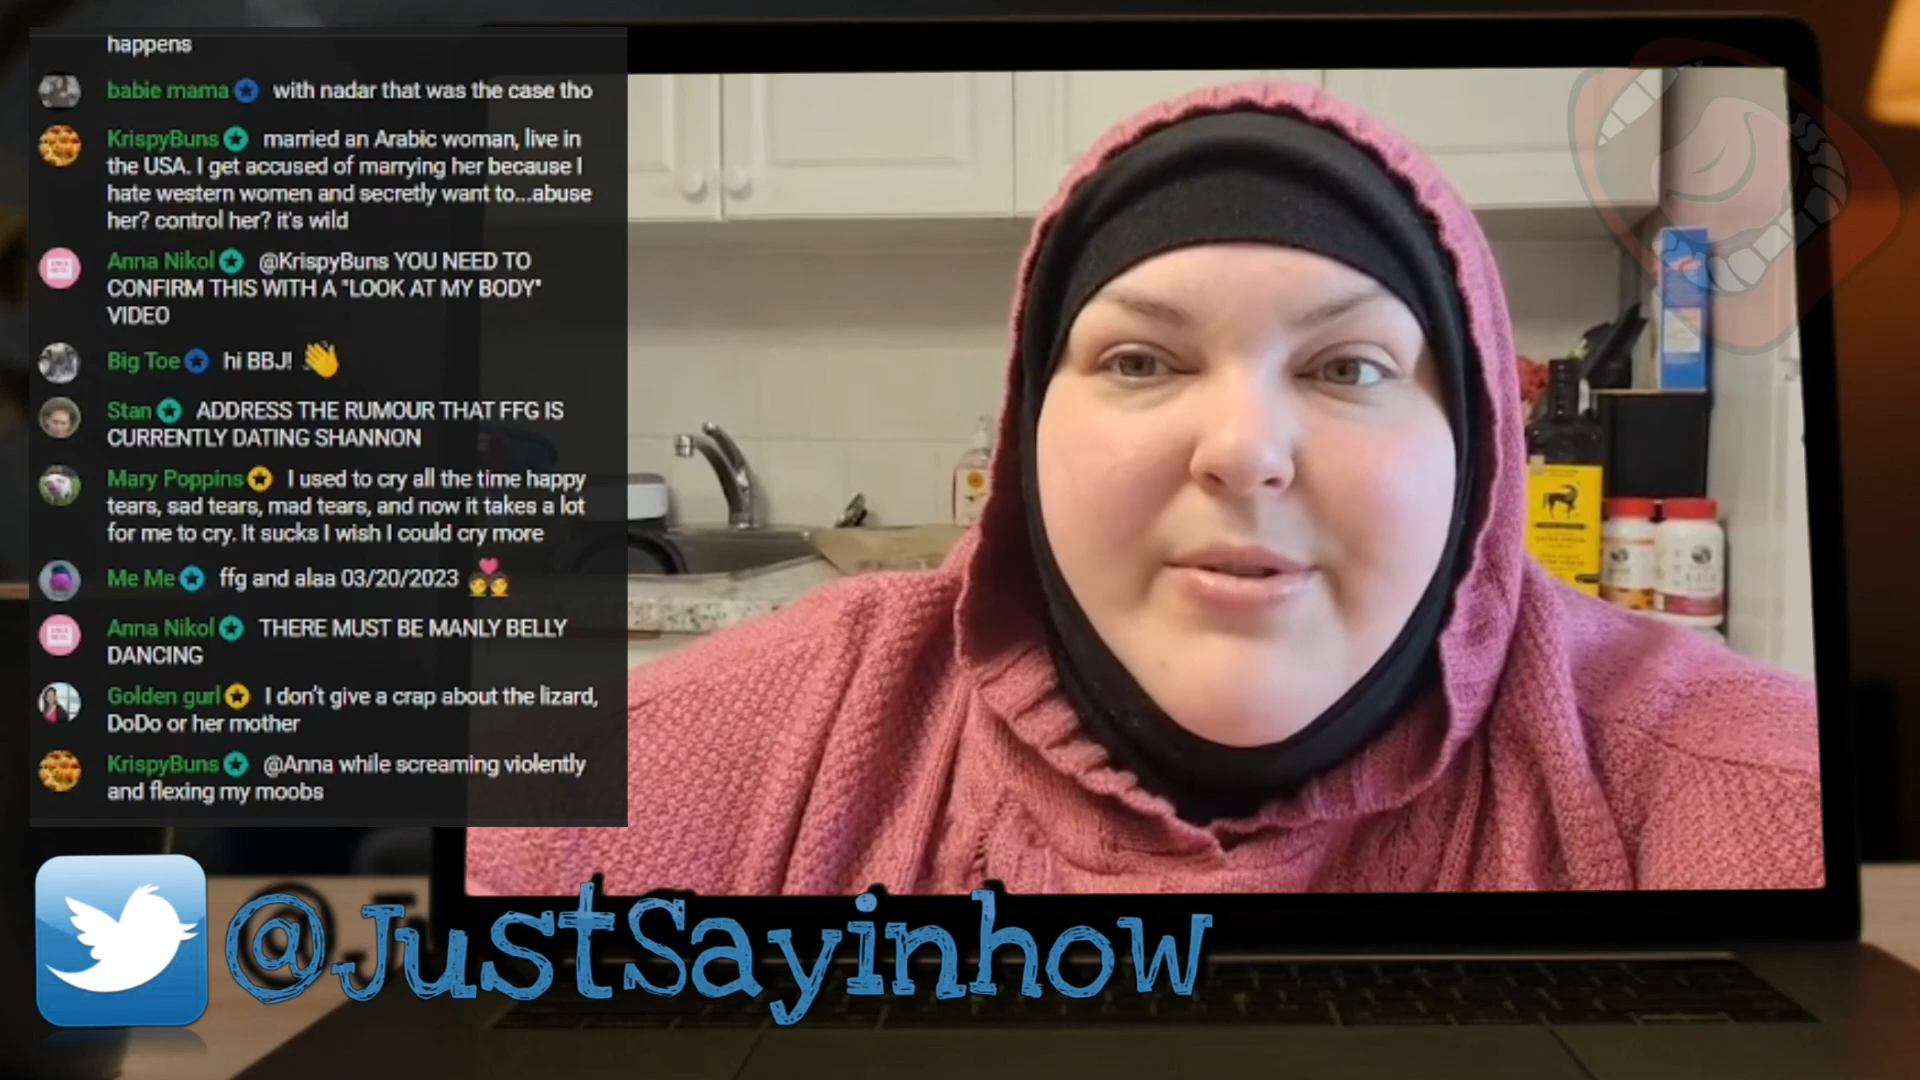 happens
babie mama with nadar that was the case tho
KrispyBuns married an Arabic woman, live in
the USA. I get accused of marrying her because I
hate western women and secretly want to...abuse
her? control her? it's wild
Anna Nikol @KrispyBuns YOU NEED TO
CONFIRM THIS WITH A "LOOK AT MY BODY"
VIDEO
Big Toe hi BBJ! 👋
Stan ADDRESS THE RUMOUR THAT FFG IS
CURRENTLY DATING SHANNON
Mary Poppins I used to cry all the time happy
tears, sad tears, mad tears, and now it takes a lot
for me to cry. It sucks I wish I could cry more
Me Me ffg and alaa 03/20/2023 💑
Anna Nikol THERE MUST BE MANLY BELLY
DANCING
Golden gurl I don't give a crap about the lizard,
DoDo or her mother
KrispyBuns @Anna while screaming violently
and flexing my moobs
@JustSayinhow